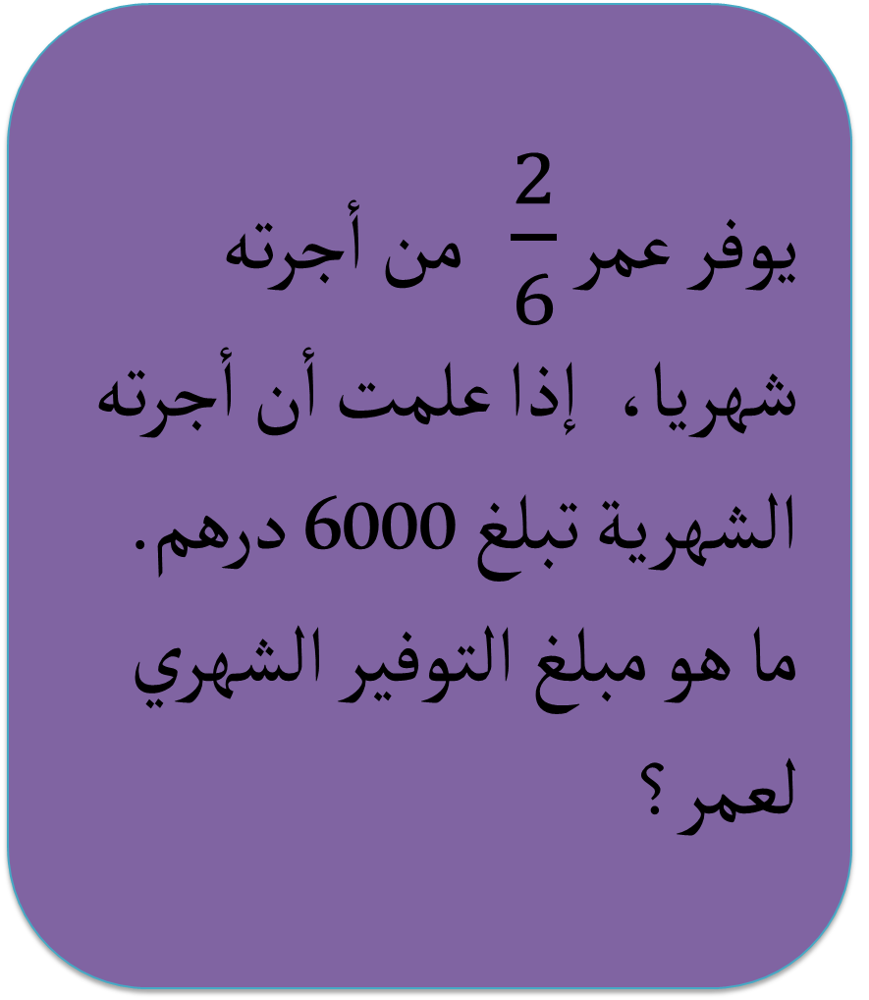 يوفر عمر 2/6 من أجرته
شهريا، إذا علمت أن أجرته
الشهرية تبلغ 6000 درهم.
ما هو مبلغ التوفير الشهري
لعمر؟